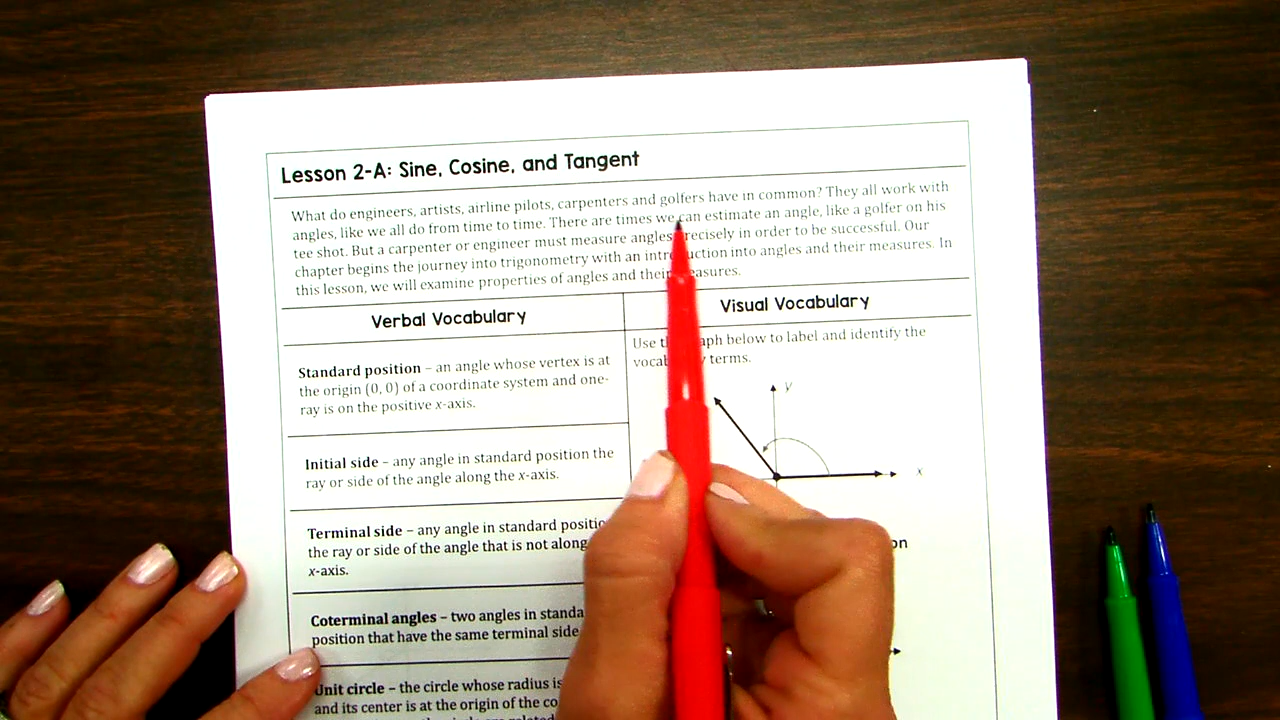 Lesson 2-A: Sine, Cosine, and Tangent
What do engineers, artists, airline pilots, carpenters and golfers have in common? They all work with
angles, like we all do from time to time. There are times we can estimate an angle, like a golfer on his
tee shot. But a carpenter or engineer must measure angles recisely in order to be successful. Our
chapter begins the journey into trigonometry with an intr uction into angles and their measures. In
this lesson, we will examine properties of angles and their measures.
Verbal Vocabulary
Visual Vocabulary
Standard position – an angle whose vertex is at
the origin (0, 0) of a coordinate system and one-
ray is on the positive x-axis.
Use th aph below to label and identify the
vocab y terms.
y
x
Initial side – any angle in standard position the
ray or side of the angle along the x-axis.
Terminal side – any angle in standard positio
the ray or side of the angle that is not along
x-axis.
on
Coterminal angles – two angles in standa
position that have the same terminal side
Unit circle – the circle whose radius is
and its center is at the origin of the co